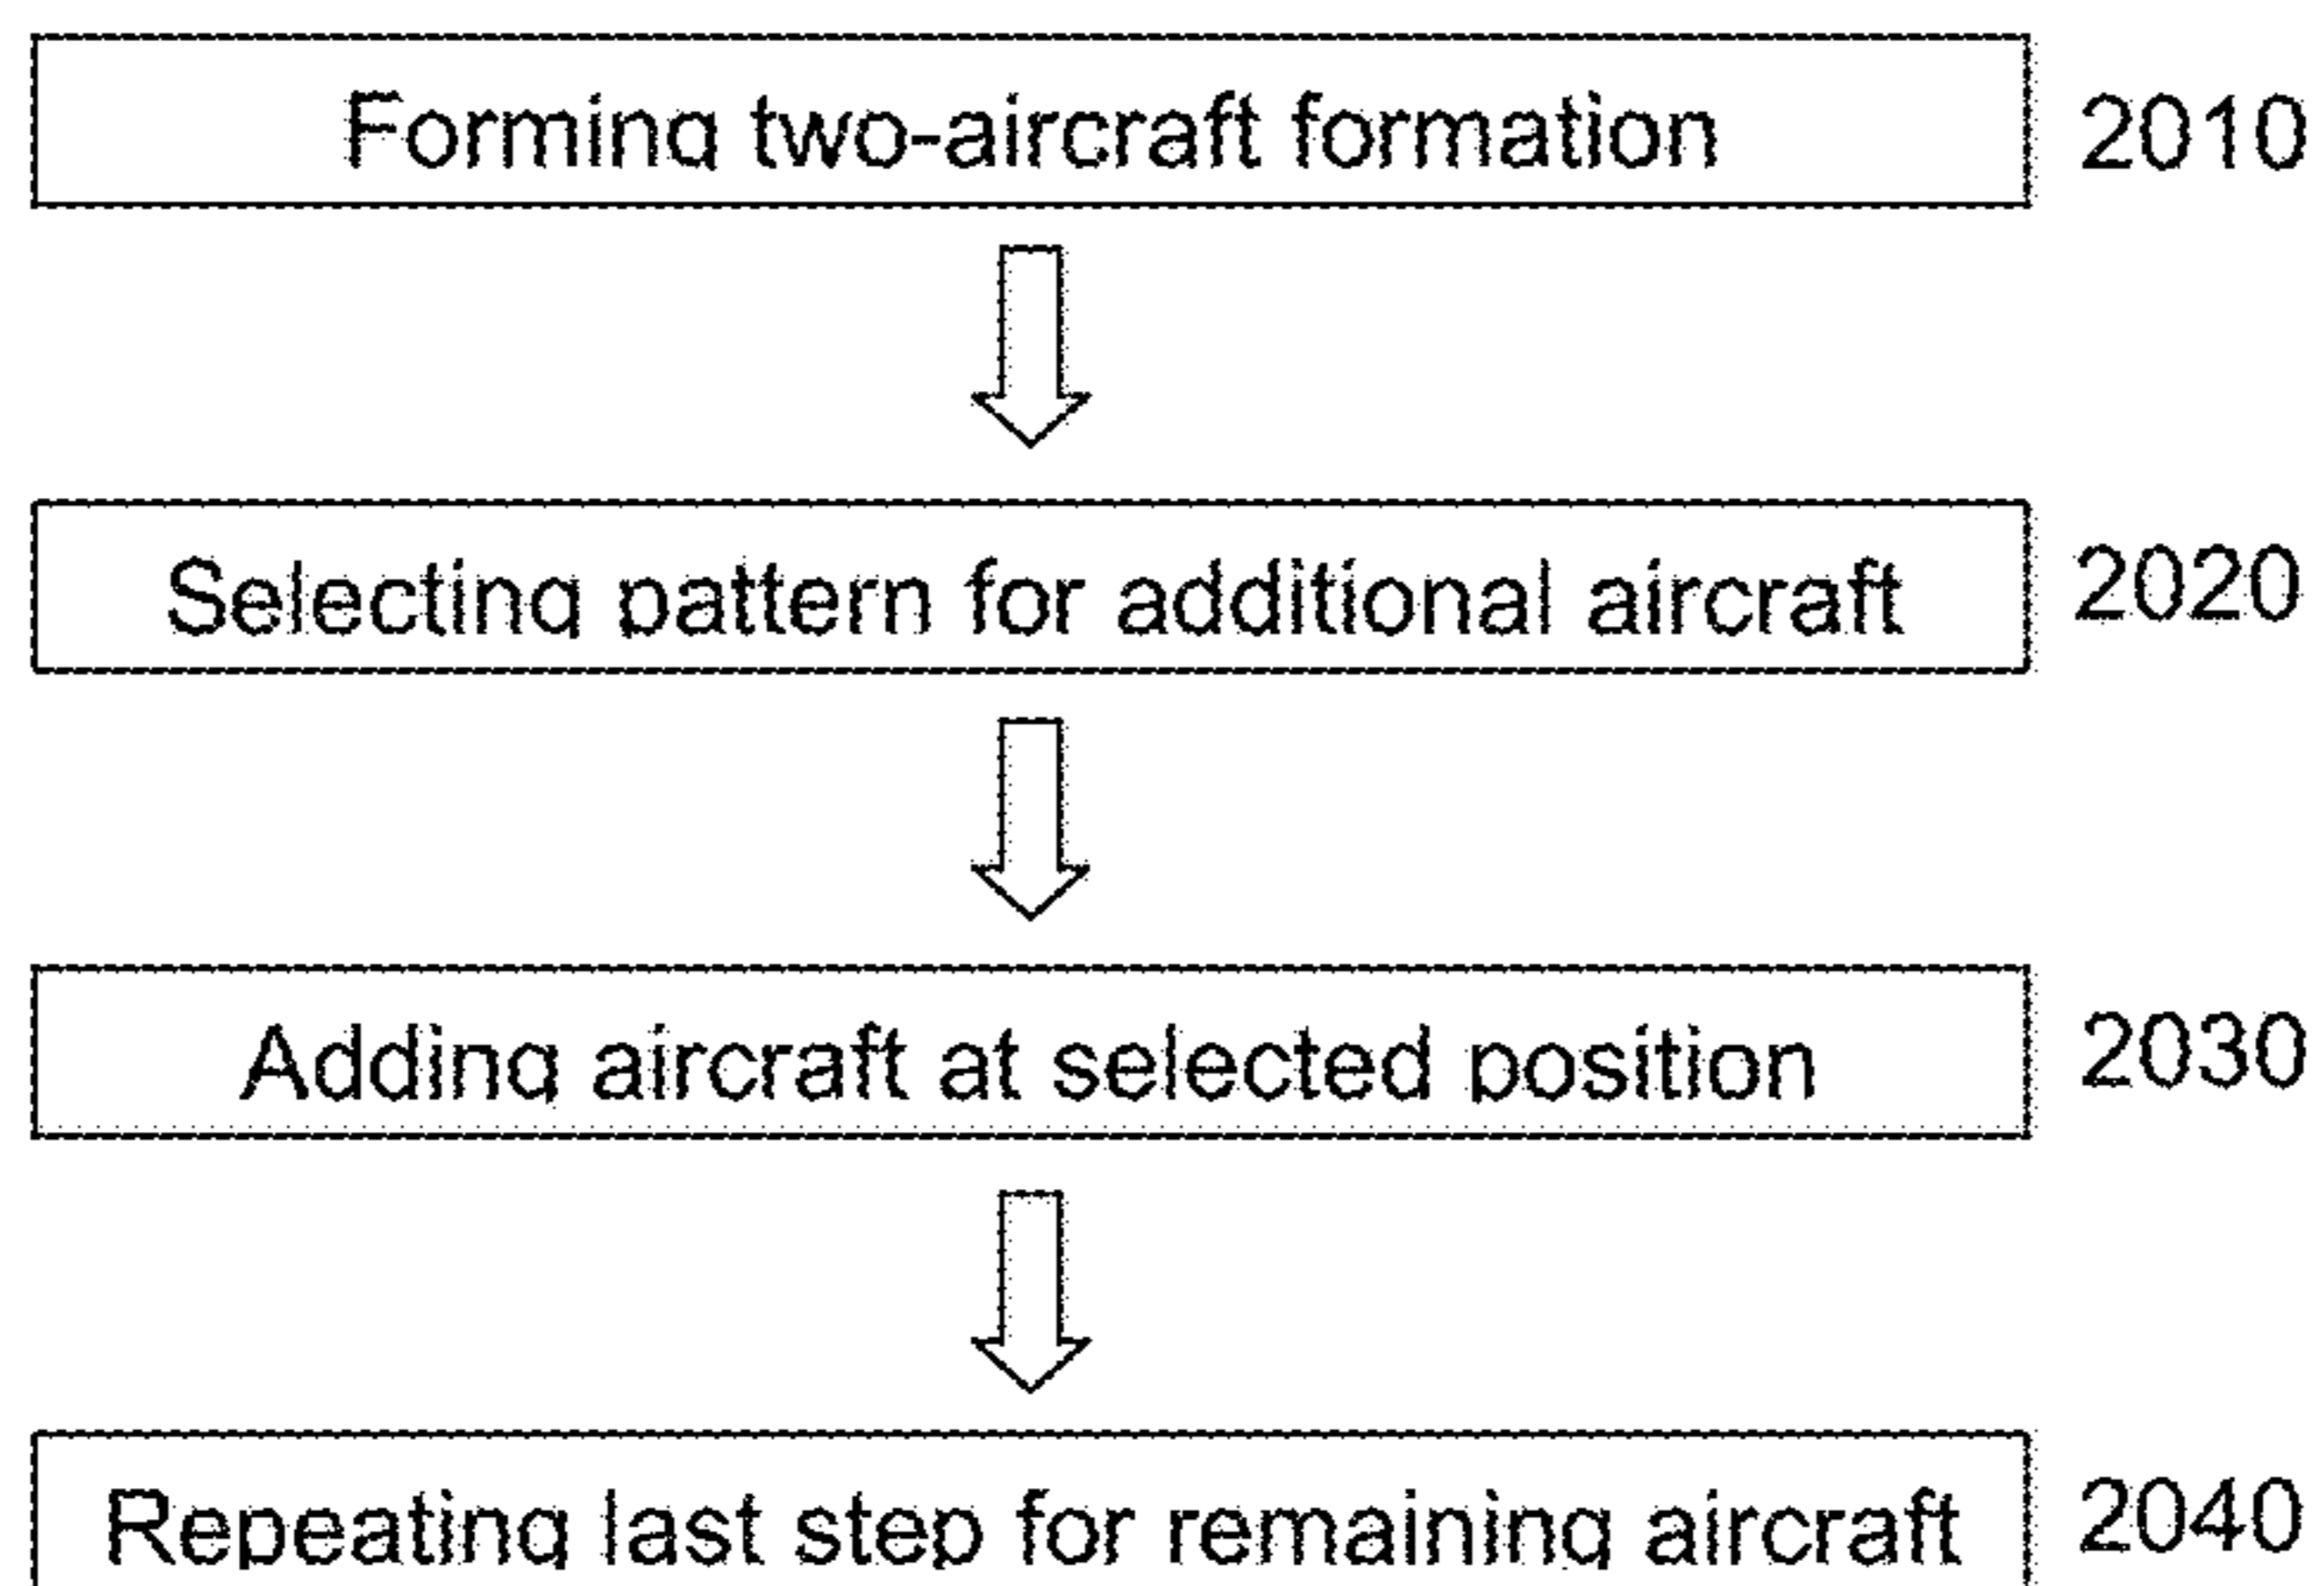 Forming two-aircraft formation 2010
Selecting pattern for additional aircraft 2020
Adding aircraft at selected position 2030
Repeating last step for remaining aircraft 2040